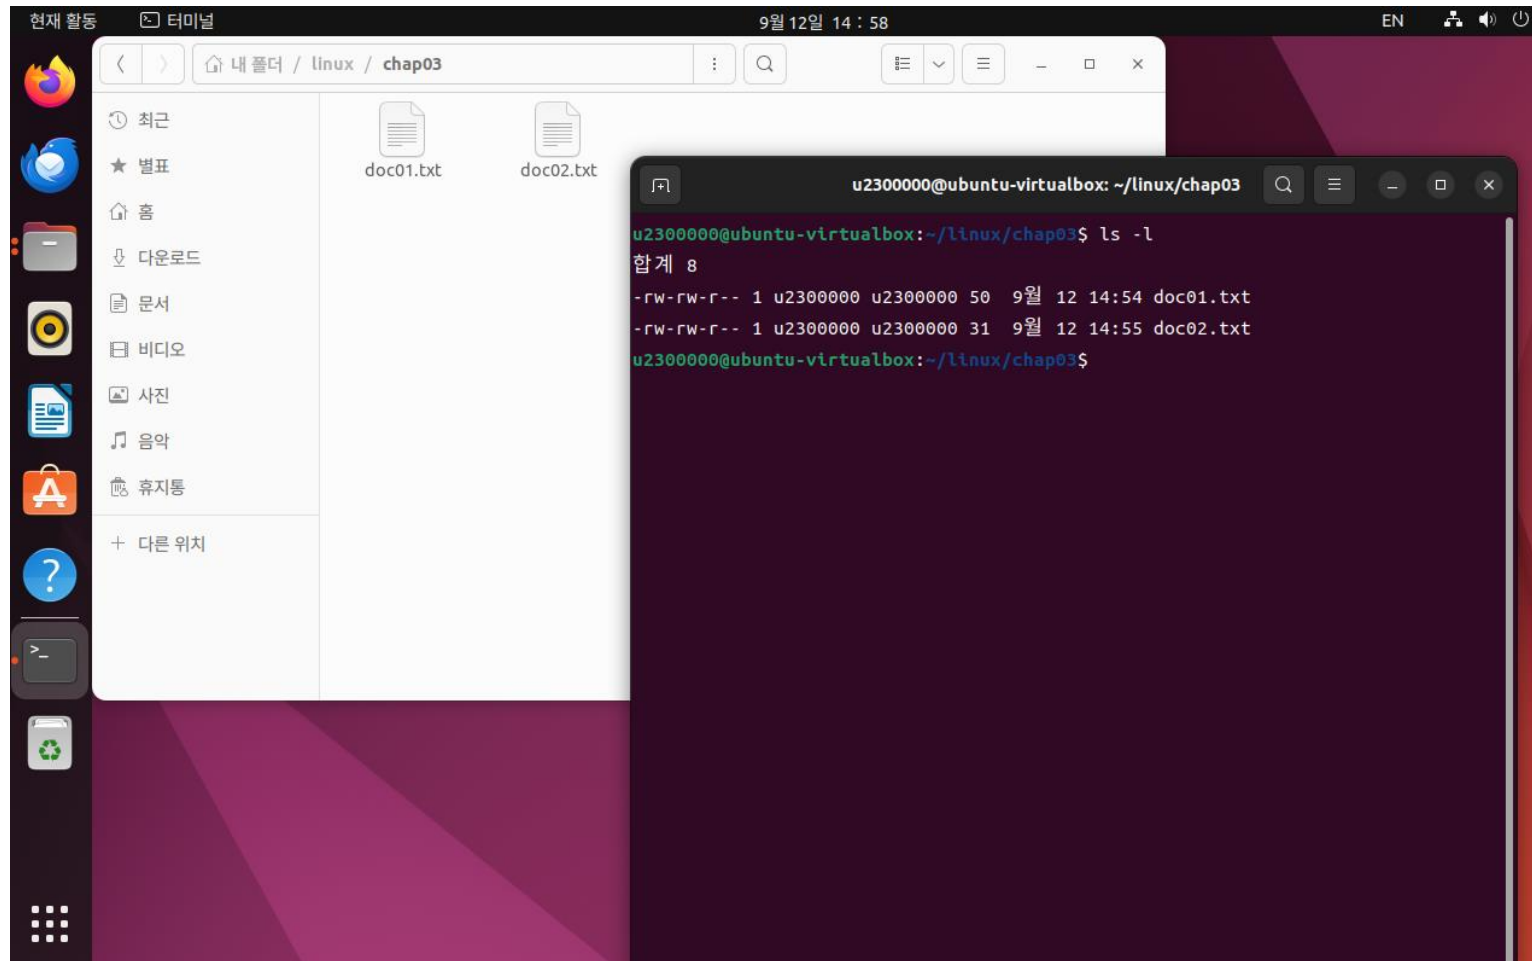 현재 활동 터미널 9월 12일 14 : 58 EN
내 폴더 / linux / chap03
최근
별표
홈
다운로드
문서
비디오
사진
음악
휴지통
+ 다른 위치
doc01.txt doc02.txt
u2300000@ubuntu-virtualbox: ~/linux/chap03
u2300000@ubuntu-virtualbox:~/linux/chap03$ ls -l
합계 8
-rw-rw-r-- 1 u2300000 u2300000 50  9월 12 14:54 doc01.txt
-rw-rw-r-- 1 u2300000 u2300000 31  9월 12 14:55 doc02.txt
u2300000@ubuntu-virtualbox:~/linux/chap03$